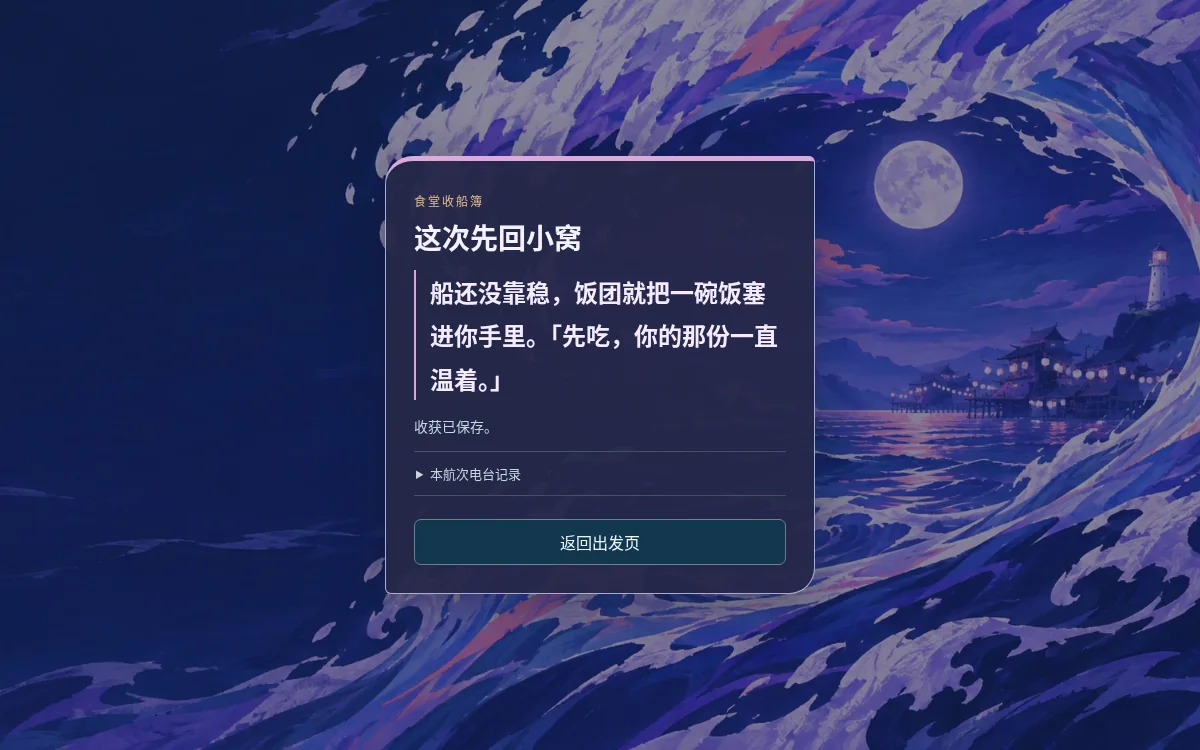 食堂收船簿
这次先回小窝
船还没靠稳，饭团就把一碗饭塞
进你手里。「先吃，你的那份一直
温着。」
收获已保存。
▶ 本航次电台记录
返回出发页